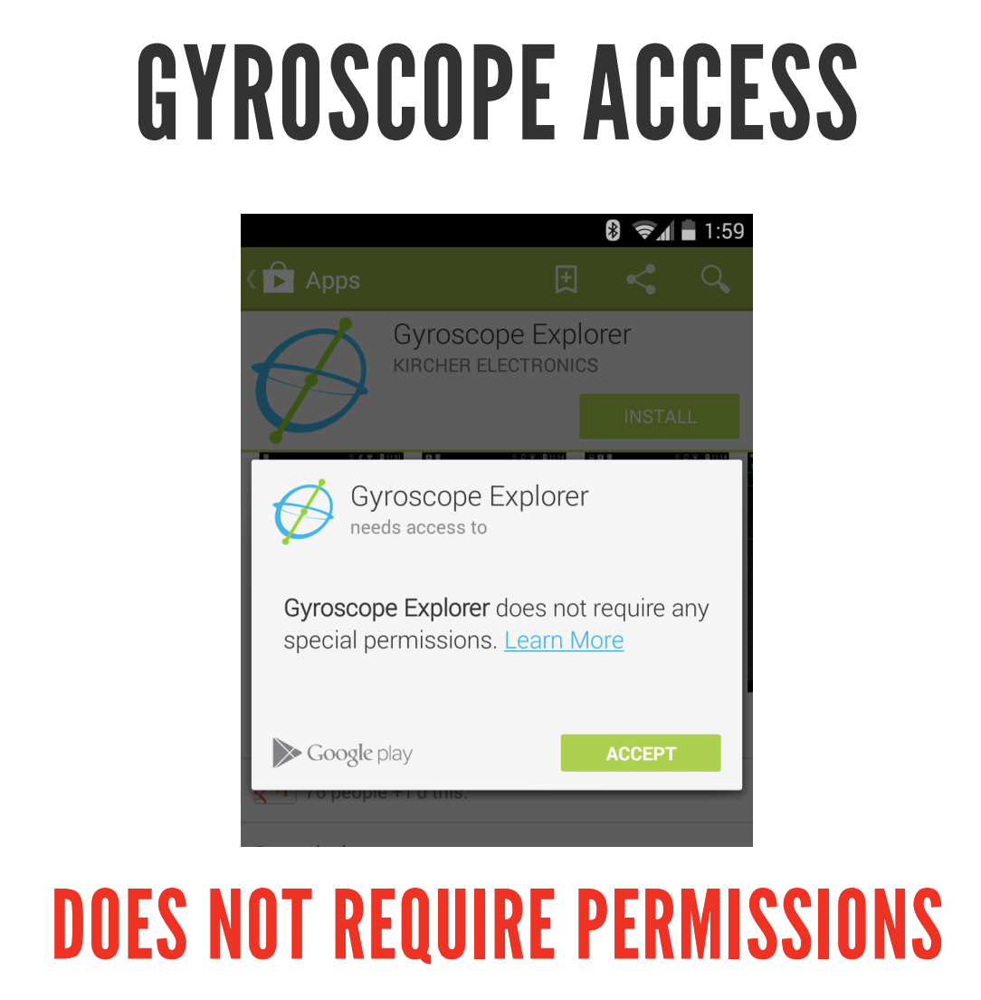 GYROSCOPE ACCESS
1:59
Apps
Gyroscope Explorer
KIRCHER ELECTRONICS
INSTALL
Gyroscope Explorer
needs access to
Gyroscope Explorer does not require any
special permissions. Learn More
Google play
ACCEPT
76 people +1'd this.
DOES NOT REQUIRE PERMISSIONS